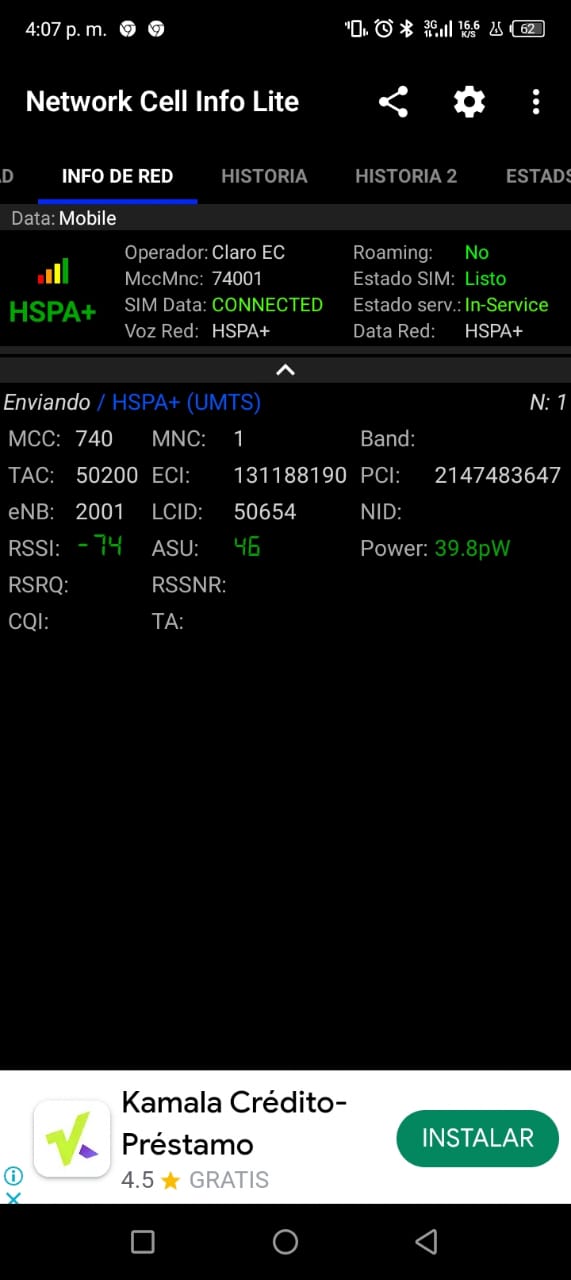 4:07 p. m. 3G 16.6 K/S 62
Network Cell Info Lite
AD INFO DE RED HISTORIA HISTORIA 2 ESTADS
Data: Mobile
Operador: Claro EC Roaming: No
MccMnc: 74001 Estado SIM: Listo
HSPA+ SIM Data: CONNECTED Estado serv.: In-Service
Voz Red: HSPA+ Data Red: HSPA+
Enviando / HSPA+ (UMTS) N: 1
MCC: 740 MNC: 1 Band:
TAC: 50200 ECI: 131188190 PCI: 2147483647
eNB: 2001 LCID: 50654 NID:
RSSI: -74 ASU: 46 Power: 39.8pW
RSRQ: RSSNR:
CQI: TA:
Kamala Crédito-
Préstamo
INSTALAR
4.5 ★ GRATIS